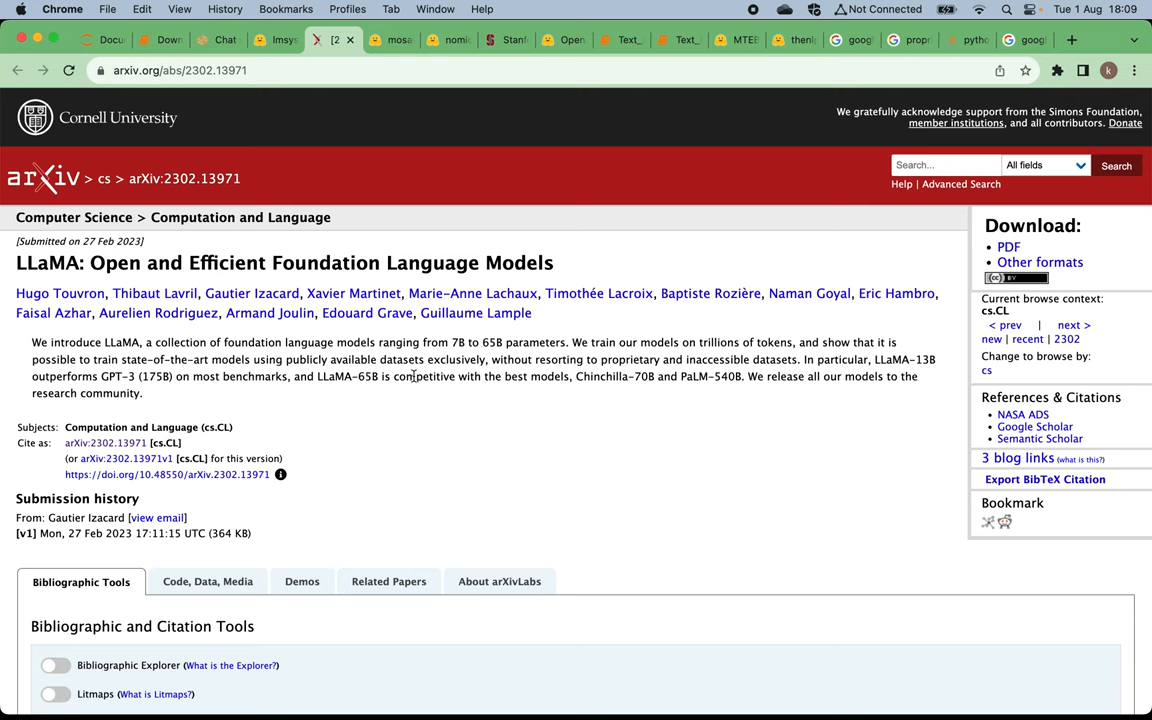 Chrome File Edit View History Bookmarks Profiles Tab Window Help Not Connected Tue 1 Aug 18:09
Docu Down Chat lmsys [2 mosa nomic Stanf Open Text_ Text_ MTEB thenl googl propr python googl
arxiv.org/abs/2302.13971 k
Cornell University
We gratefully acknowledge support from the Simons Foundation,
member institutions, and all contributors. Donate
arXiv > cs > arXiv:2302.13971
Search... All fields Search
Help | Advanced Search
Computer Science > Computation and Language
[Submitted on 27 Feb 2023]
LLaMA: Open and Efficient Foundation Language Models
Hugo Touvron, Thibaut Lavril, Gautier Izacard, Xavier Martinet, Marie-Anne Lachaux, Timothée Lacroix, Baptiste Rozière, Naman Goyal, Eric Hambro,
Faisal Azhar, Aurelien Rodriguez, Armand Joulin, Edouard Grave, Guillaume Lample
We introduce LLaMA, a collection of foundation language models ranging from 7B to 65B parameters. We train our models on trillions of tokens, and show that it is
possible to train state-of-the-art models using publicly available datasets exclusively, without resorting to proprietary and inaccessible datasets. In particular, LLaMA-13B
outperforms GPT-3 (175B) on most benchmarks, and LLaMA-65B is competitive with the best models, Chinchilla-70B and PaLM-540B. We release all our models to the
research community.
Subjects: Computation and Language (cs.CL)
Cite as: arXiv:2302.13971 [cs.CL]
(or arXiv:2302.13971v1 [cs.CL] for this version)
https://doi.org/10.48550/arXiv.2302.13971
Submission history
From: Gautier Izacard [view email]
[v1] Mon, 27 Feb 2023 17:11:15 UTC (364 KB)
Bibliographic Tools Code, Data, Media Demos Related Papers About arXivLabs
Bibliographic and Citation Tools
Bibliographic Explorer (What is the Explorer?)
Litmaps (What is Litmaps?)
Download:
• PDF
• Other formats
(cc) BY
Current browse context:
cs.CL
< prev | next >
new | recent | 2302
Change to browse by:
cs
References & Citations
• NASA ADS
• Google Scholar
• Semantic Scholar
3 blog links (what is this?)
Export BibTeX Citation
Bookmark